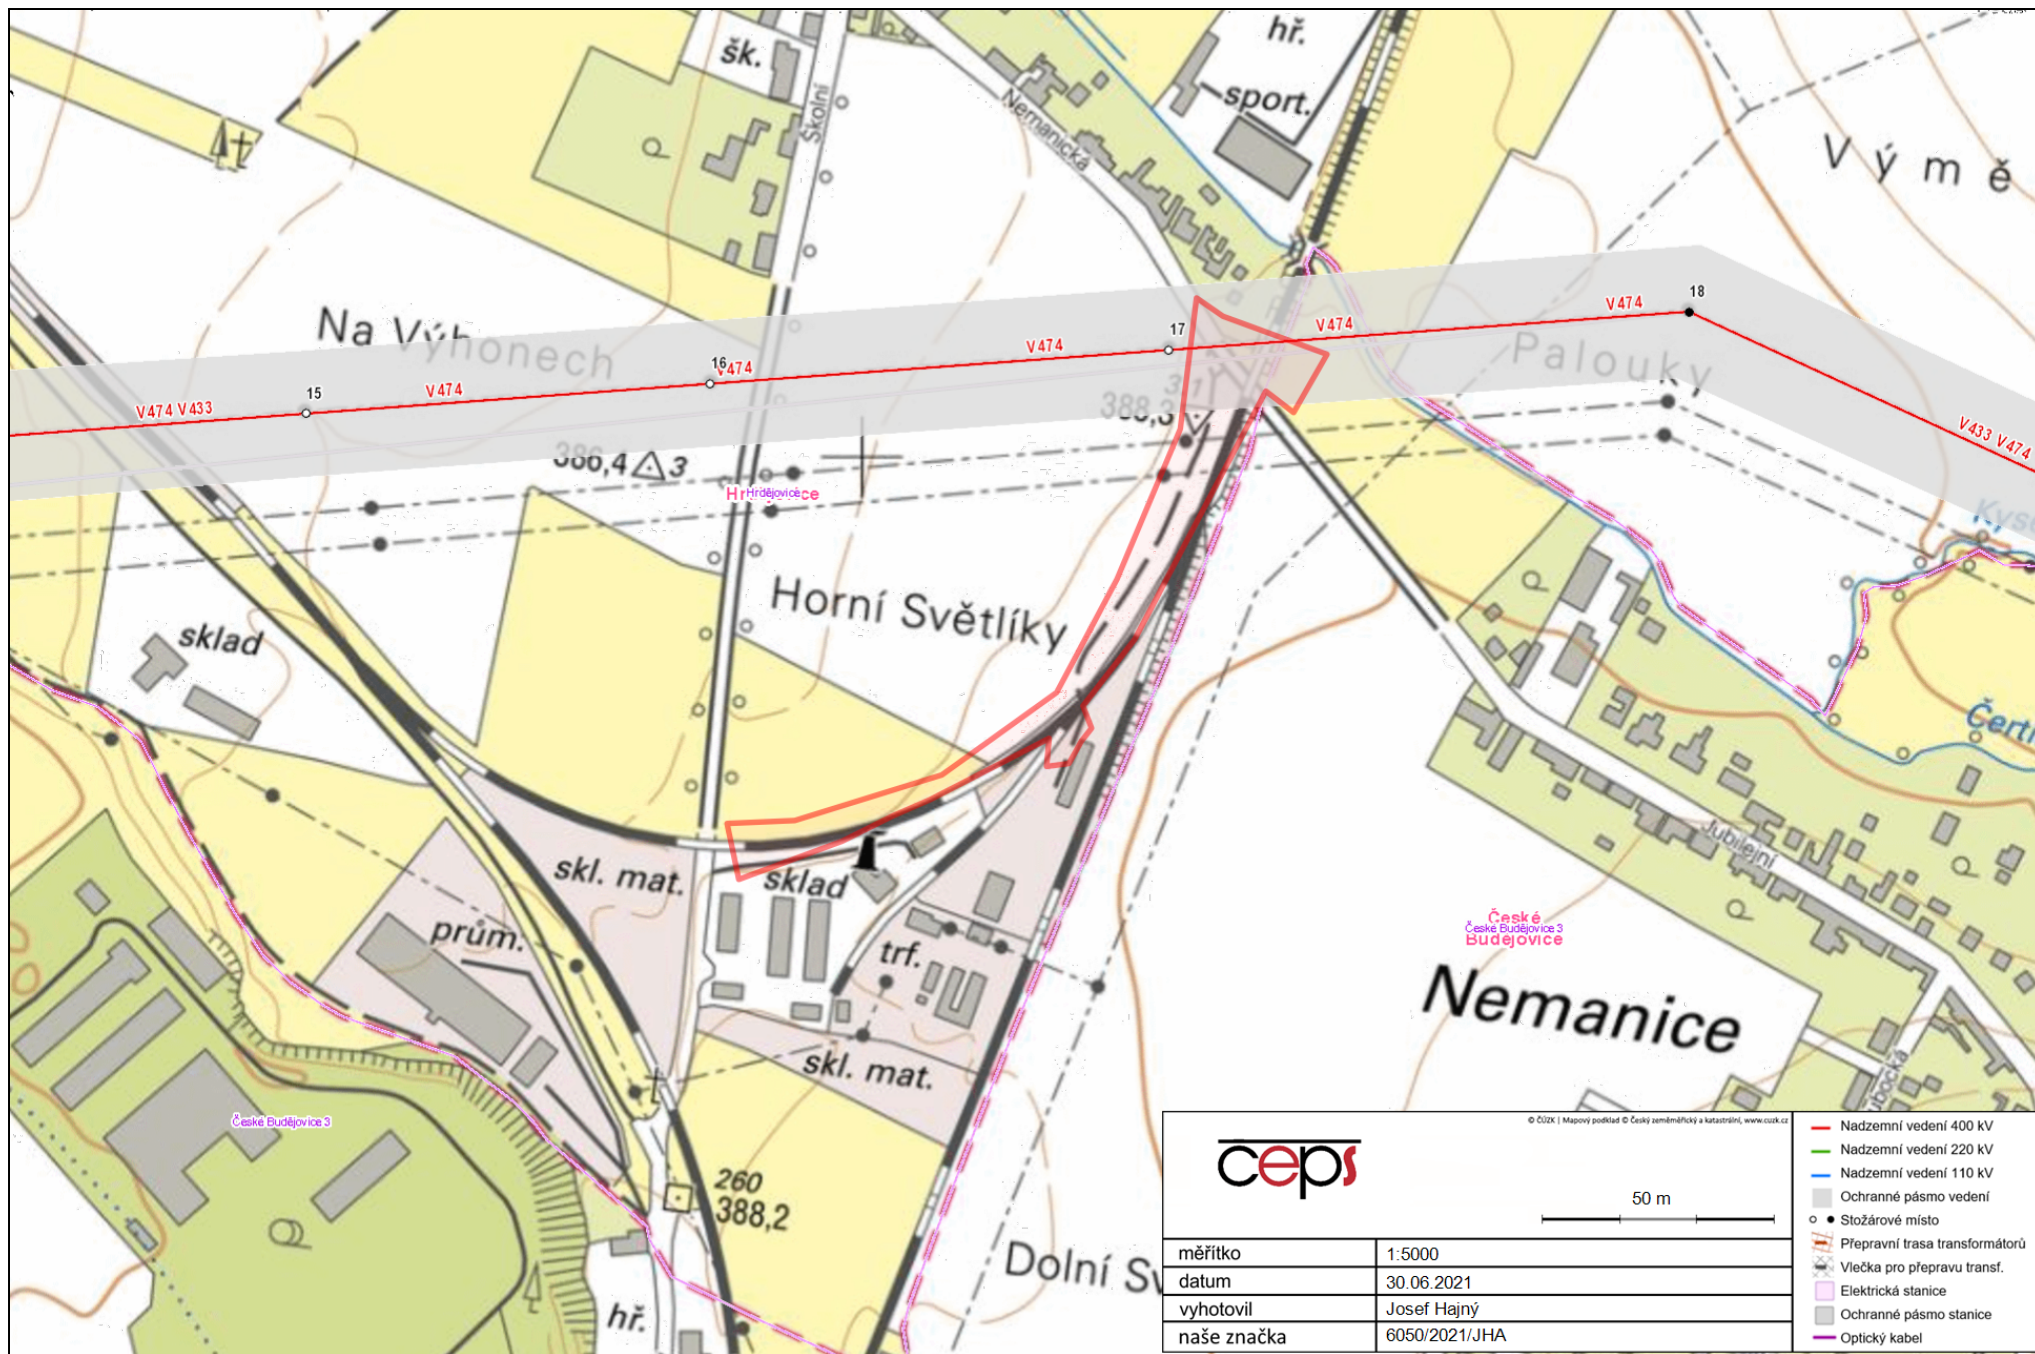 šk.
Školní
Nemanická
hř.
sport.
V ý m ě
Na Výhonech
18
V474
V474
17
V474
16
V474
V474
15
V474 V433
Palouky
V433 V474
388,3
31
386,4 3
Hrdějovice
Horní Světlíky
sklad
Čertí
skl. mat.
sklad
prům.
trf.
skl. mat.
Jubilejní
České
České Budějovice 3
Budějovice
Nemanice
České Budějovice 3
260
388,2
hř.
Dolní Sv
© ČÚZK | Mapový podklad © Český zeměměřický a katastrální, www.cuzk.cz
ceps
50 m
měřítko 1:5000
datum 30.06.2021
vyhotovil Josef Hajný
naše značka 6050/2021/JHA
Nadzemní vedení 400 kV
Nadzemní vedení 220 kV
Nadzemní vedení 110 kV
Ochranné pásmo vedení
Stožárové místo
Přepravní trasa transformátorů
Vlečka pro přepravu transf.
Elektrická stanice
Ochranné pásmo stanice
Optický kabel